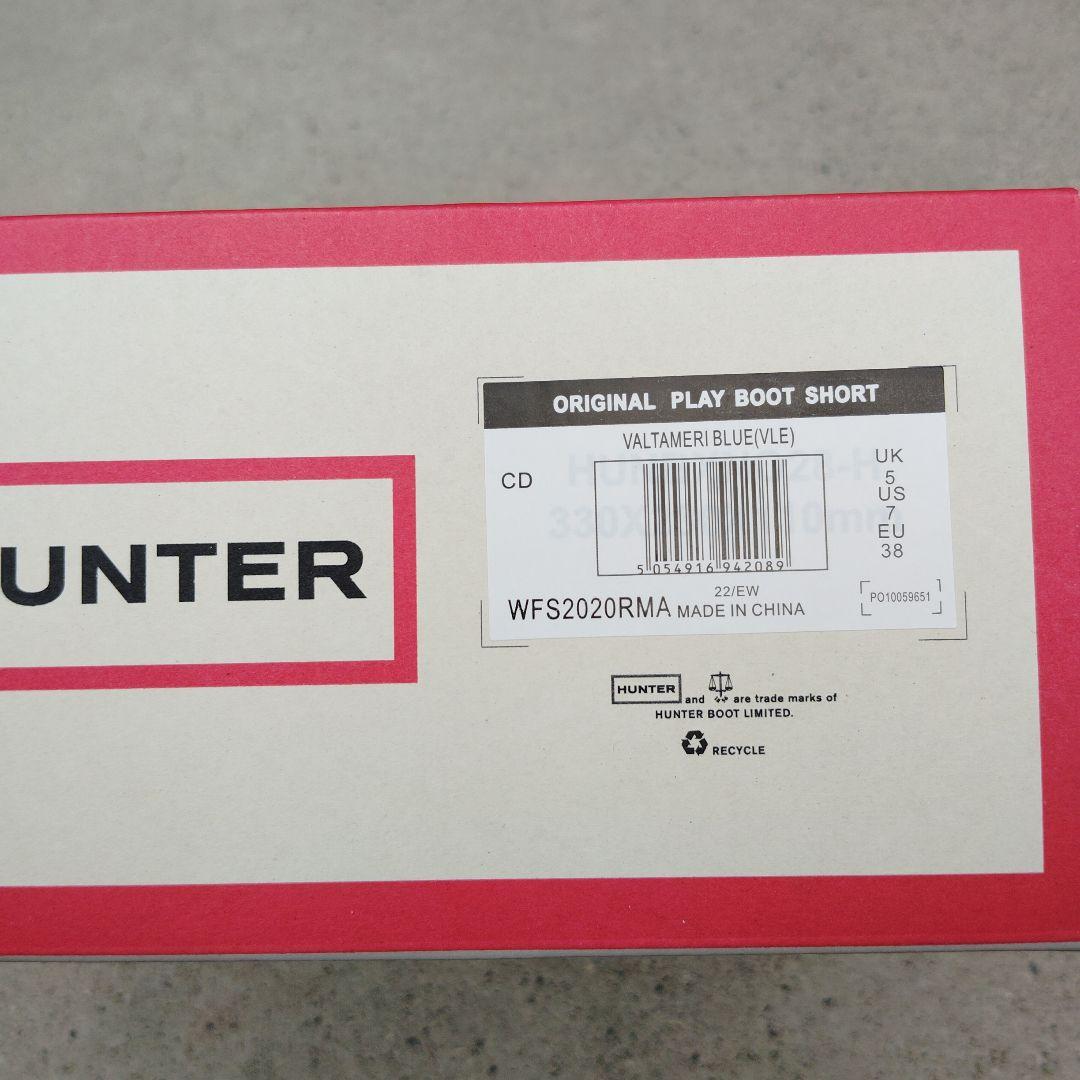 UNTER
ORIGINAL PLAY BOOT SHORT
VALTAMERI BLUE(VLE)
CD
UK
5
US
7
EU
38
5 054916 942089
22/EW
WFS2020RMA MADE IN CHINA
PO10059651
HUNTER and are trade marks of
HUNTER BOOT LIMITED.
RECYCLE